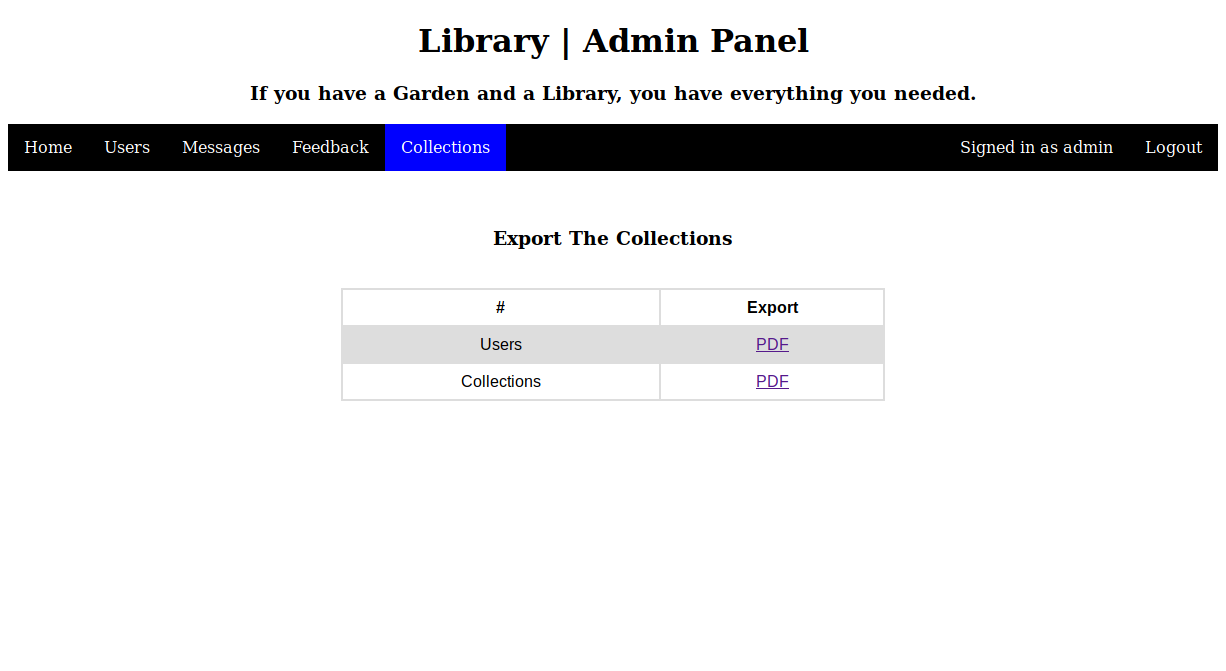 Library | Admin Panel
If you have a Garden and a Library, you have everything you needed.
Home Users Messages Feedback Collections Signed in as admin Logout
Export The Collections
# Export
Users PDF
Collections PDF